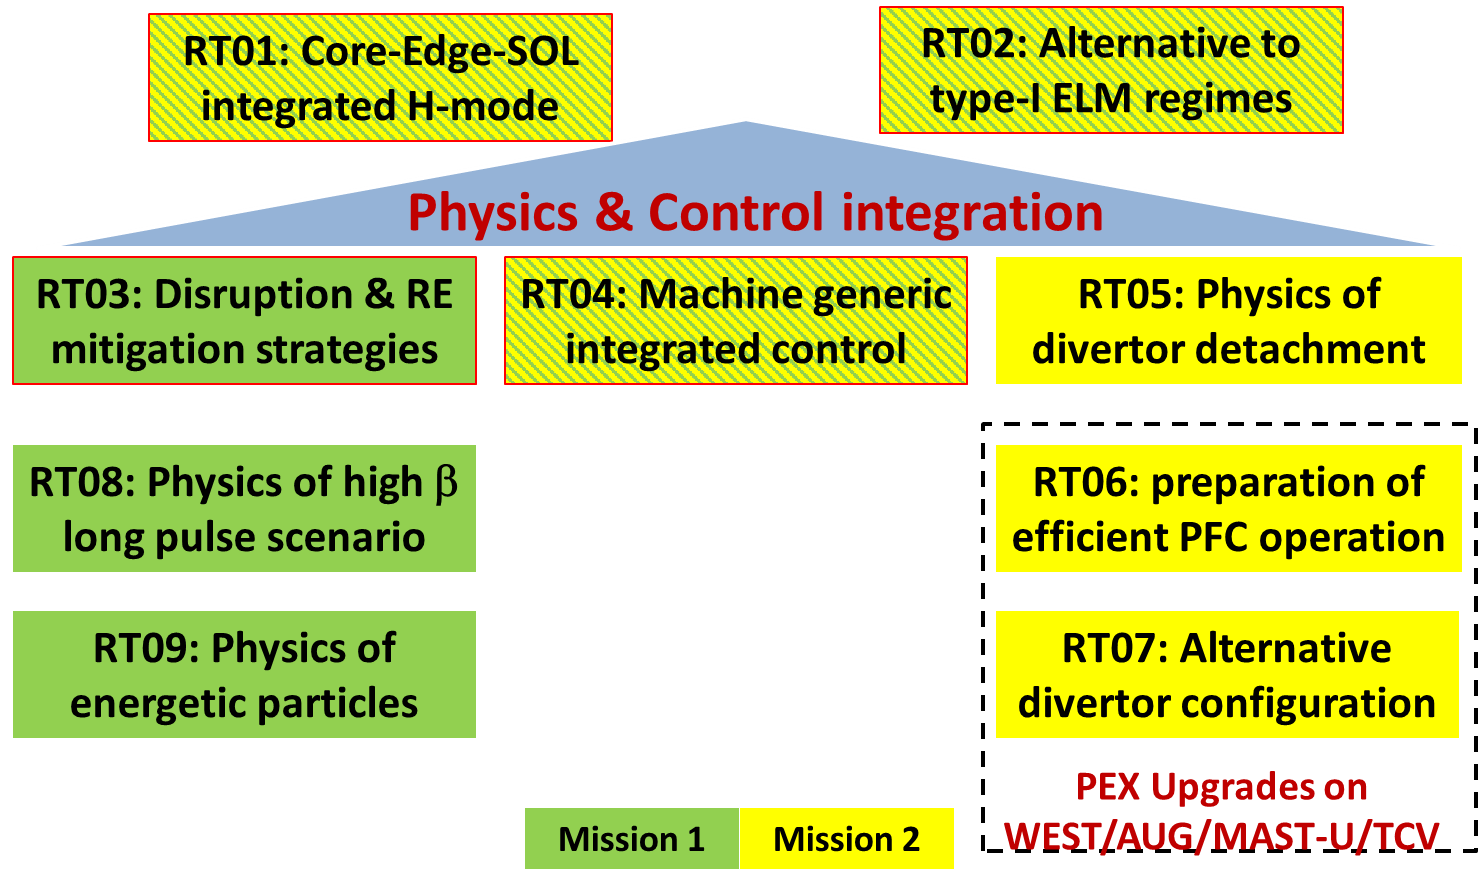 RT01: Core-Edge-SOL
integrated H-mode
RT02: Alternative to
type-I ELM regimes
Physics & Control integration
RT03: Disruption & RE
mitigation strategies
RT04: Machine generic
integrated control
RT05: Physics of
divertor detachment
RT08: Physics of high β
long pulse scenario
RT06: preparation of
efficient PFC operation
RT09: Physics of
energetic particles
RT07: Alternative
divertor configuration
PEX Upgrades on
WEST/AUG/MAST-U/TCV
Mission 1
Mission 2